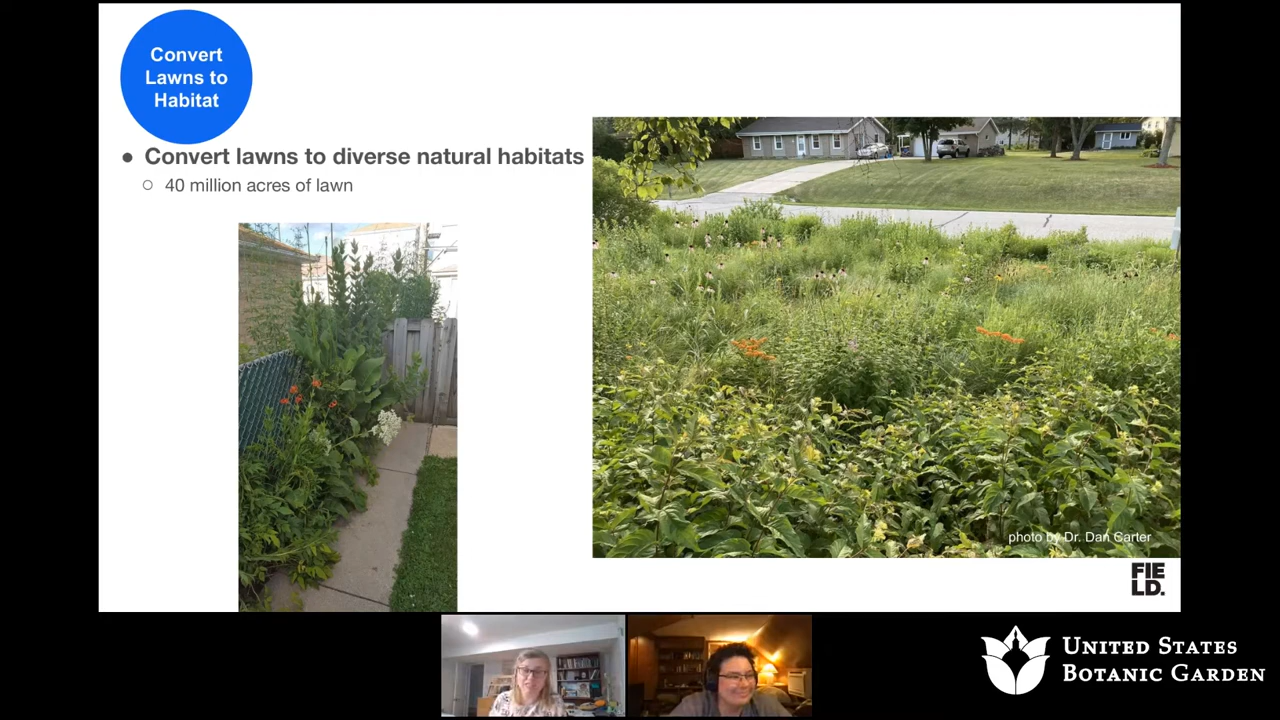 Convert
Lawns to
Habitat
● Convert lawns to diverse natural habitats
○ 40 million acres of lawn
photo by Dr. Dan Carter
FIE
LD.
UNITED STATES
BOTANIC GARDEN